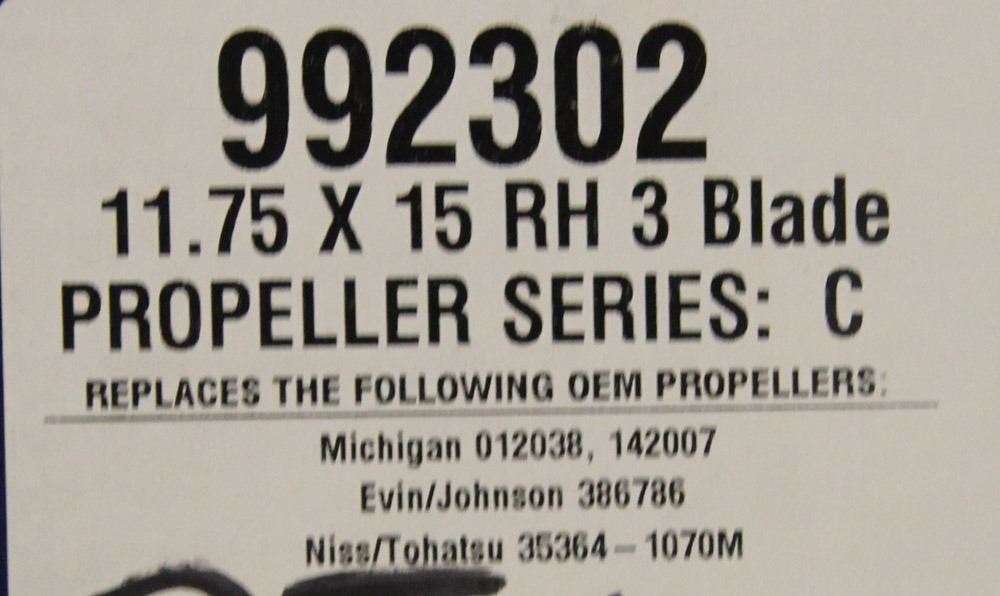 992302
11.75 X 15 RH 3 Blade
PROPELLER SERIES: C
REPLACES THE FOLLOWING OEM PROPELLERS:
Michigan 012038, 142007
Evin/Johnson 386786
Niss/Tohatsu 35364-1070M